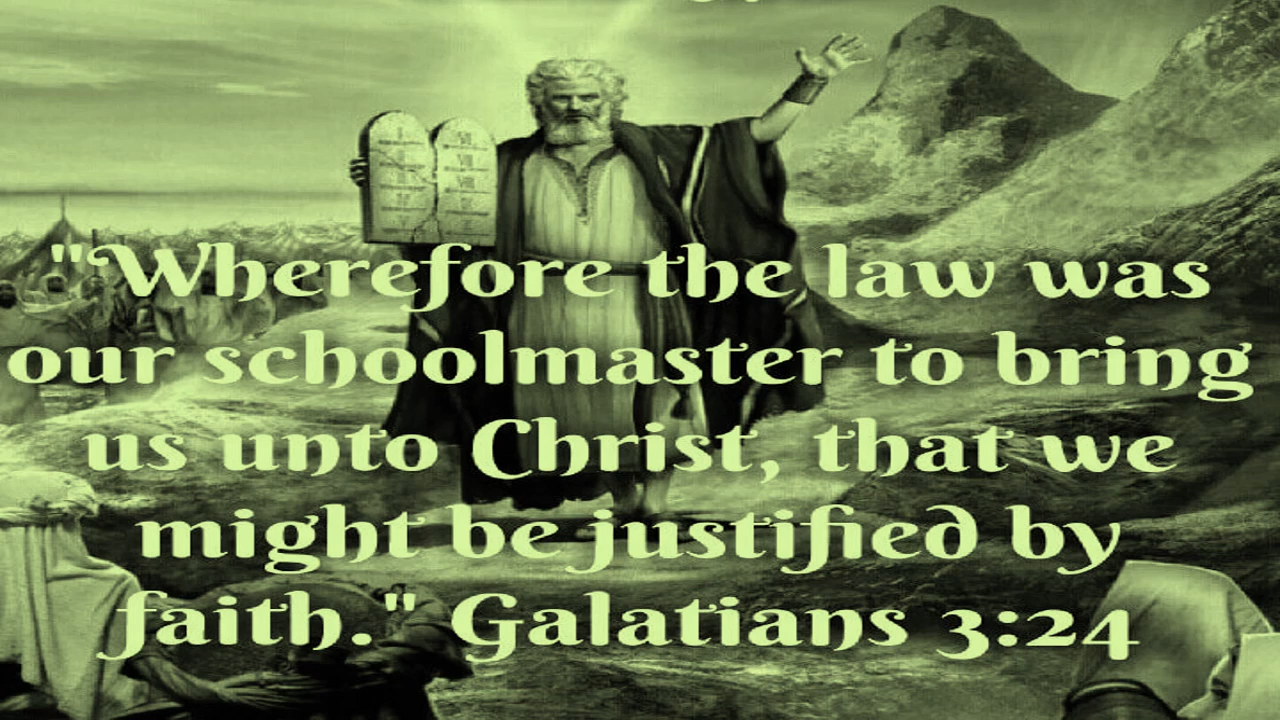 "Wherefore the law was
our schoolmaster to bring
us unto Christ, that we
might be justified by
faith." Galatians 3:24